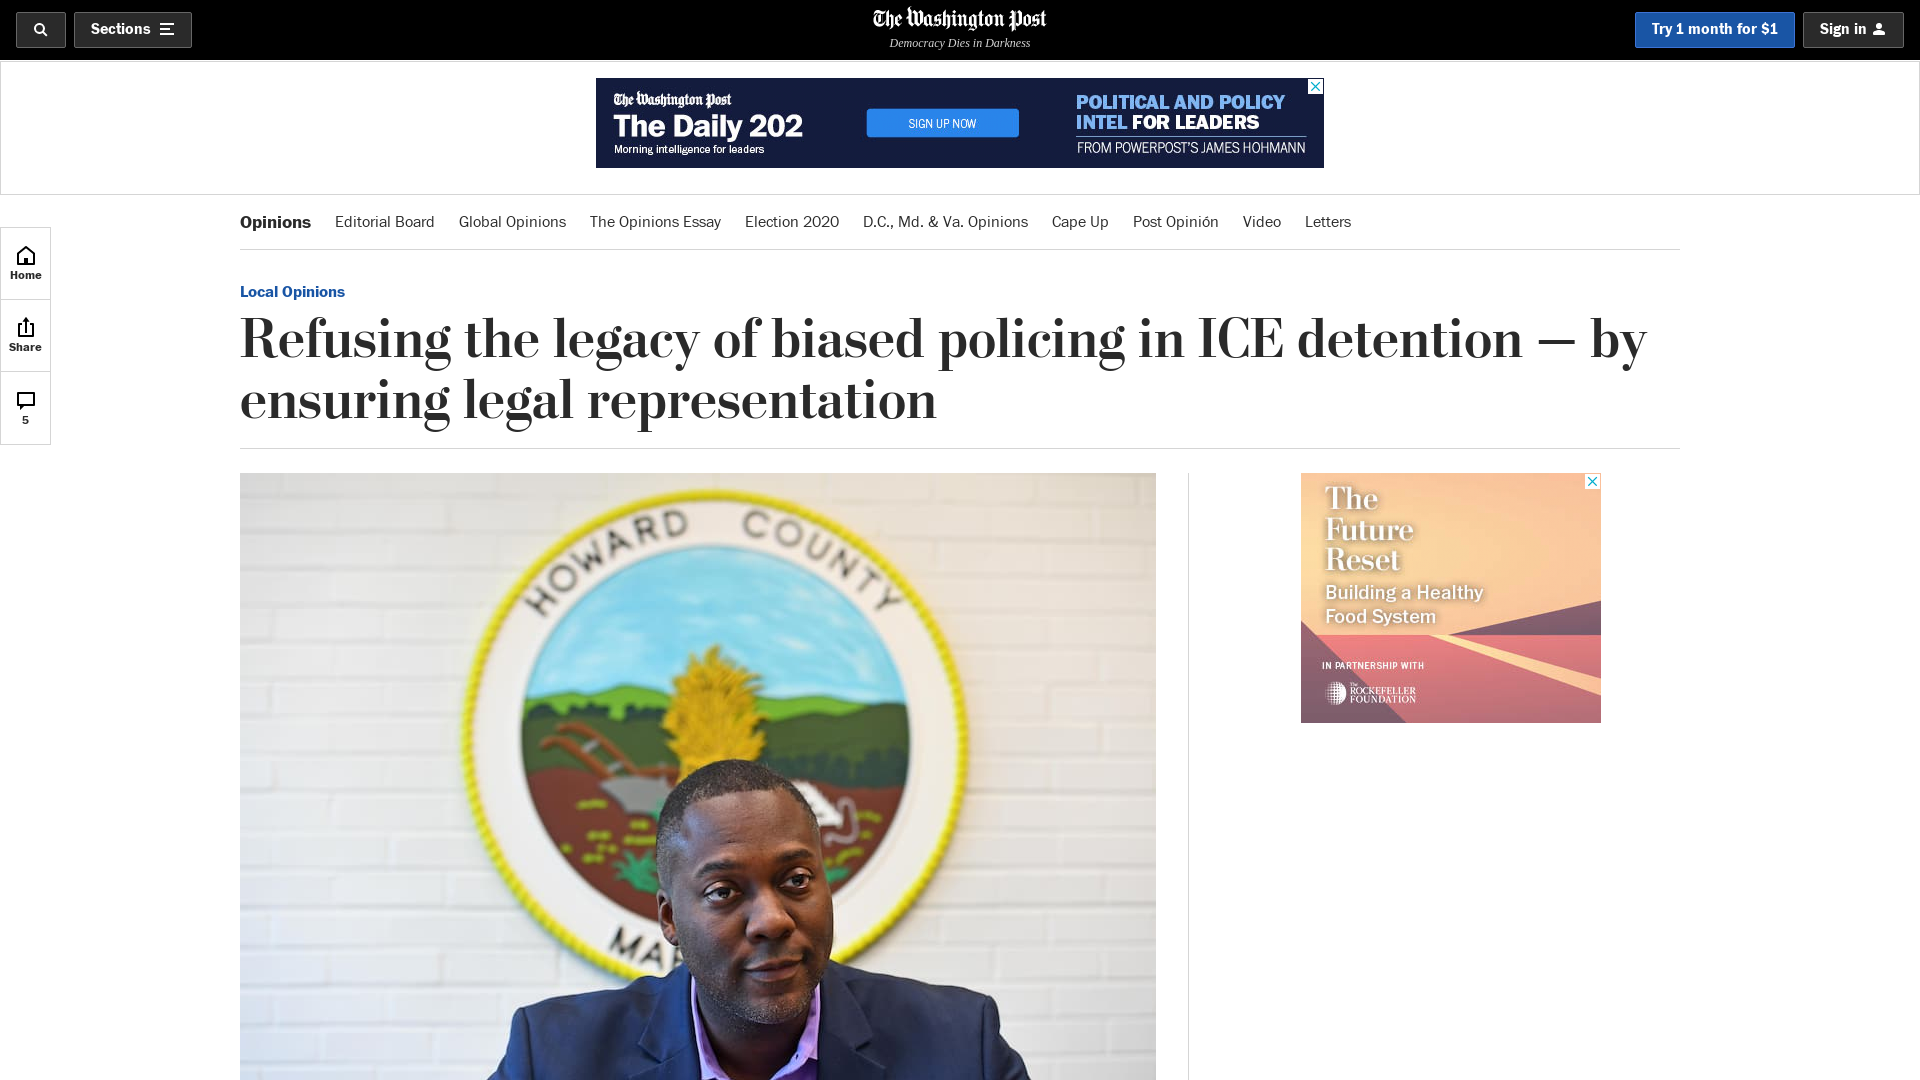 Sections
The Washington Post
Democracy Dies in Darkness
Try 1 month for $1
Sign in
The Washington Post
The Daily 202
Morning intelligence for leaders
SIGN UP NOW
POLITICAL AND POLICY
INTEL FOR LEADERS
FROM POWERPOST'S JAMES HOHMANN
Opinions
Editorial Board
Global Opinions
The Opinions Essay
Election 2020
D.C., Md. & Va. Opinions
Cape Up
Post Opinión
Video
Letters
Home
Share
5
Local Opinions
Refusing the legacy of biased policing in ICE detention — by
ensuring legal representation
HOWARD COUNTY
MA
The
Future
Reset
Building a Healthy
Food System
IN PARTNERSHIP WITH
The
ROCKEFELLER
FOUNDATION